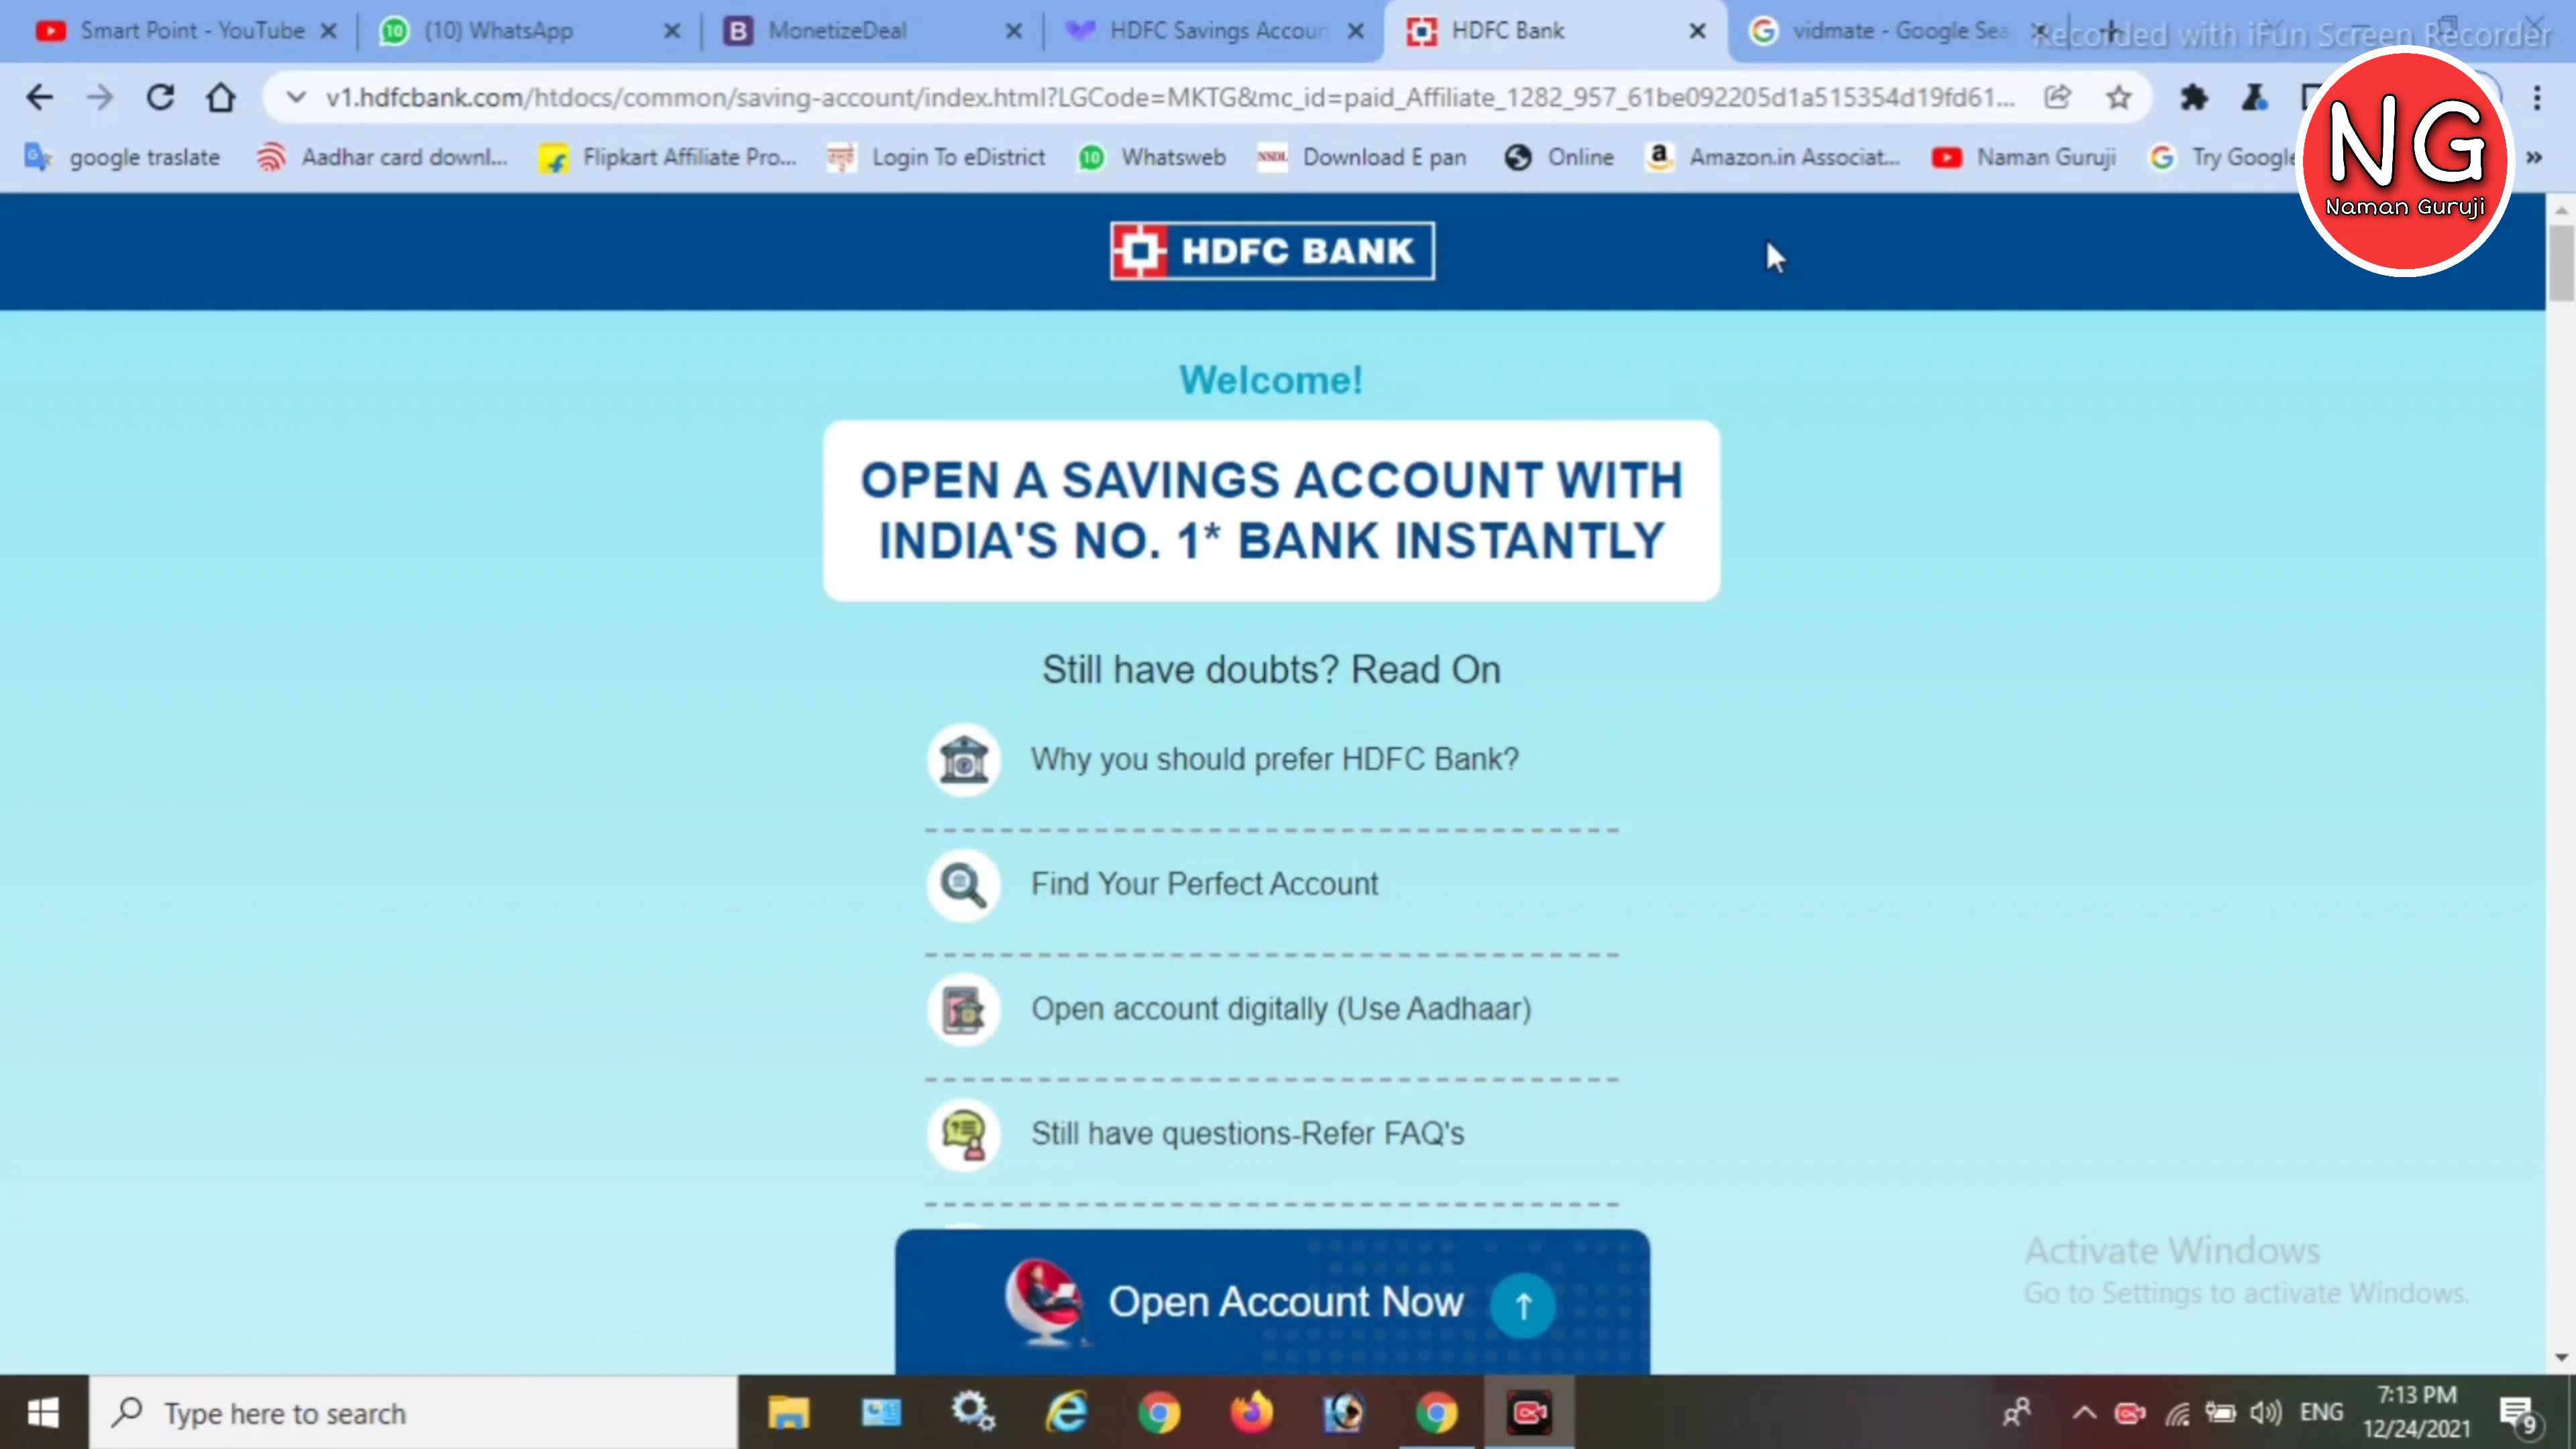 Smart Point - YouTube
(10) WhatsApp
MonetizeDeal
HDFC Savings Accoun
HDFC Bank
vidmate - Google Sea
Recorded with iFun Screen Recorder
v1.hdfcbank.com/htdocs/common/saving-account/index.html?LGCode=MKTG&mc_id=paid_Affiliate_1282_957_61be092205d1a515354d19fd61...
google traslate
Aadhar card downl...
Flipkart Affiliate Pro...
Login To eDistrict
10
Whatsweb
NSDL
Download E pan
Online
Amazon.in Associat...
Naman Guruji
Try Google
NG
Naman Guruji
HDFC BANK
Welcome!
OPEN A SAVINGS ACCOUNT WITH
INDIA'S NO. 1* BANK INSTANTLY
Still have doubts? Read On
Why you should prefer HDFC Bank?
Find Your Perfect Account
Open account digitally (Use Aadhaar)
Still have questions-Refer FAQ's
Open Account Now
Activate Windows
Go to Settings to activate Windows.
Type here to search
ENG
7:13 PM
12/24/2021
9